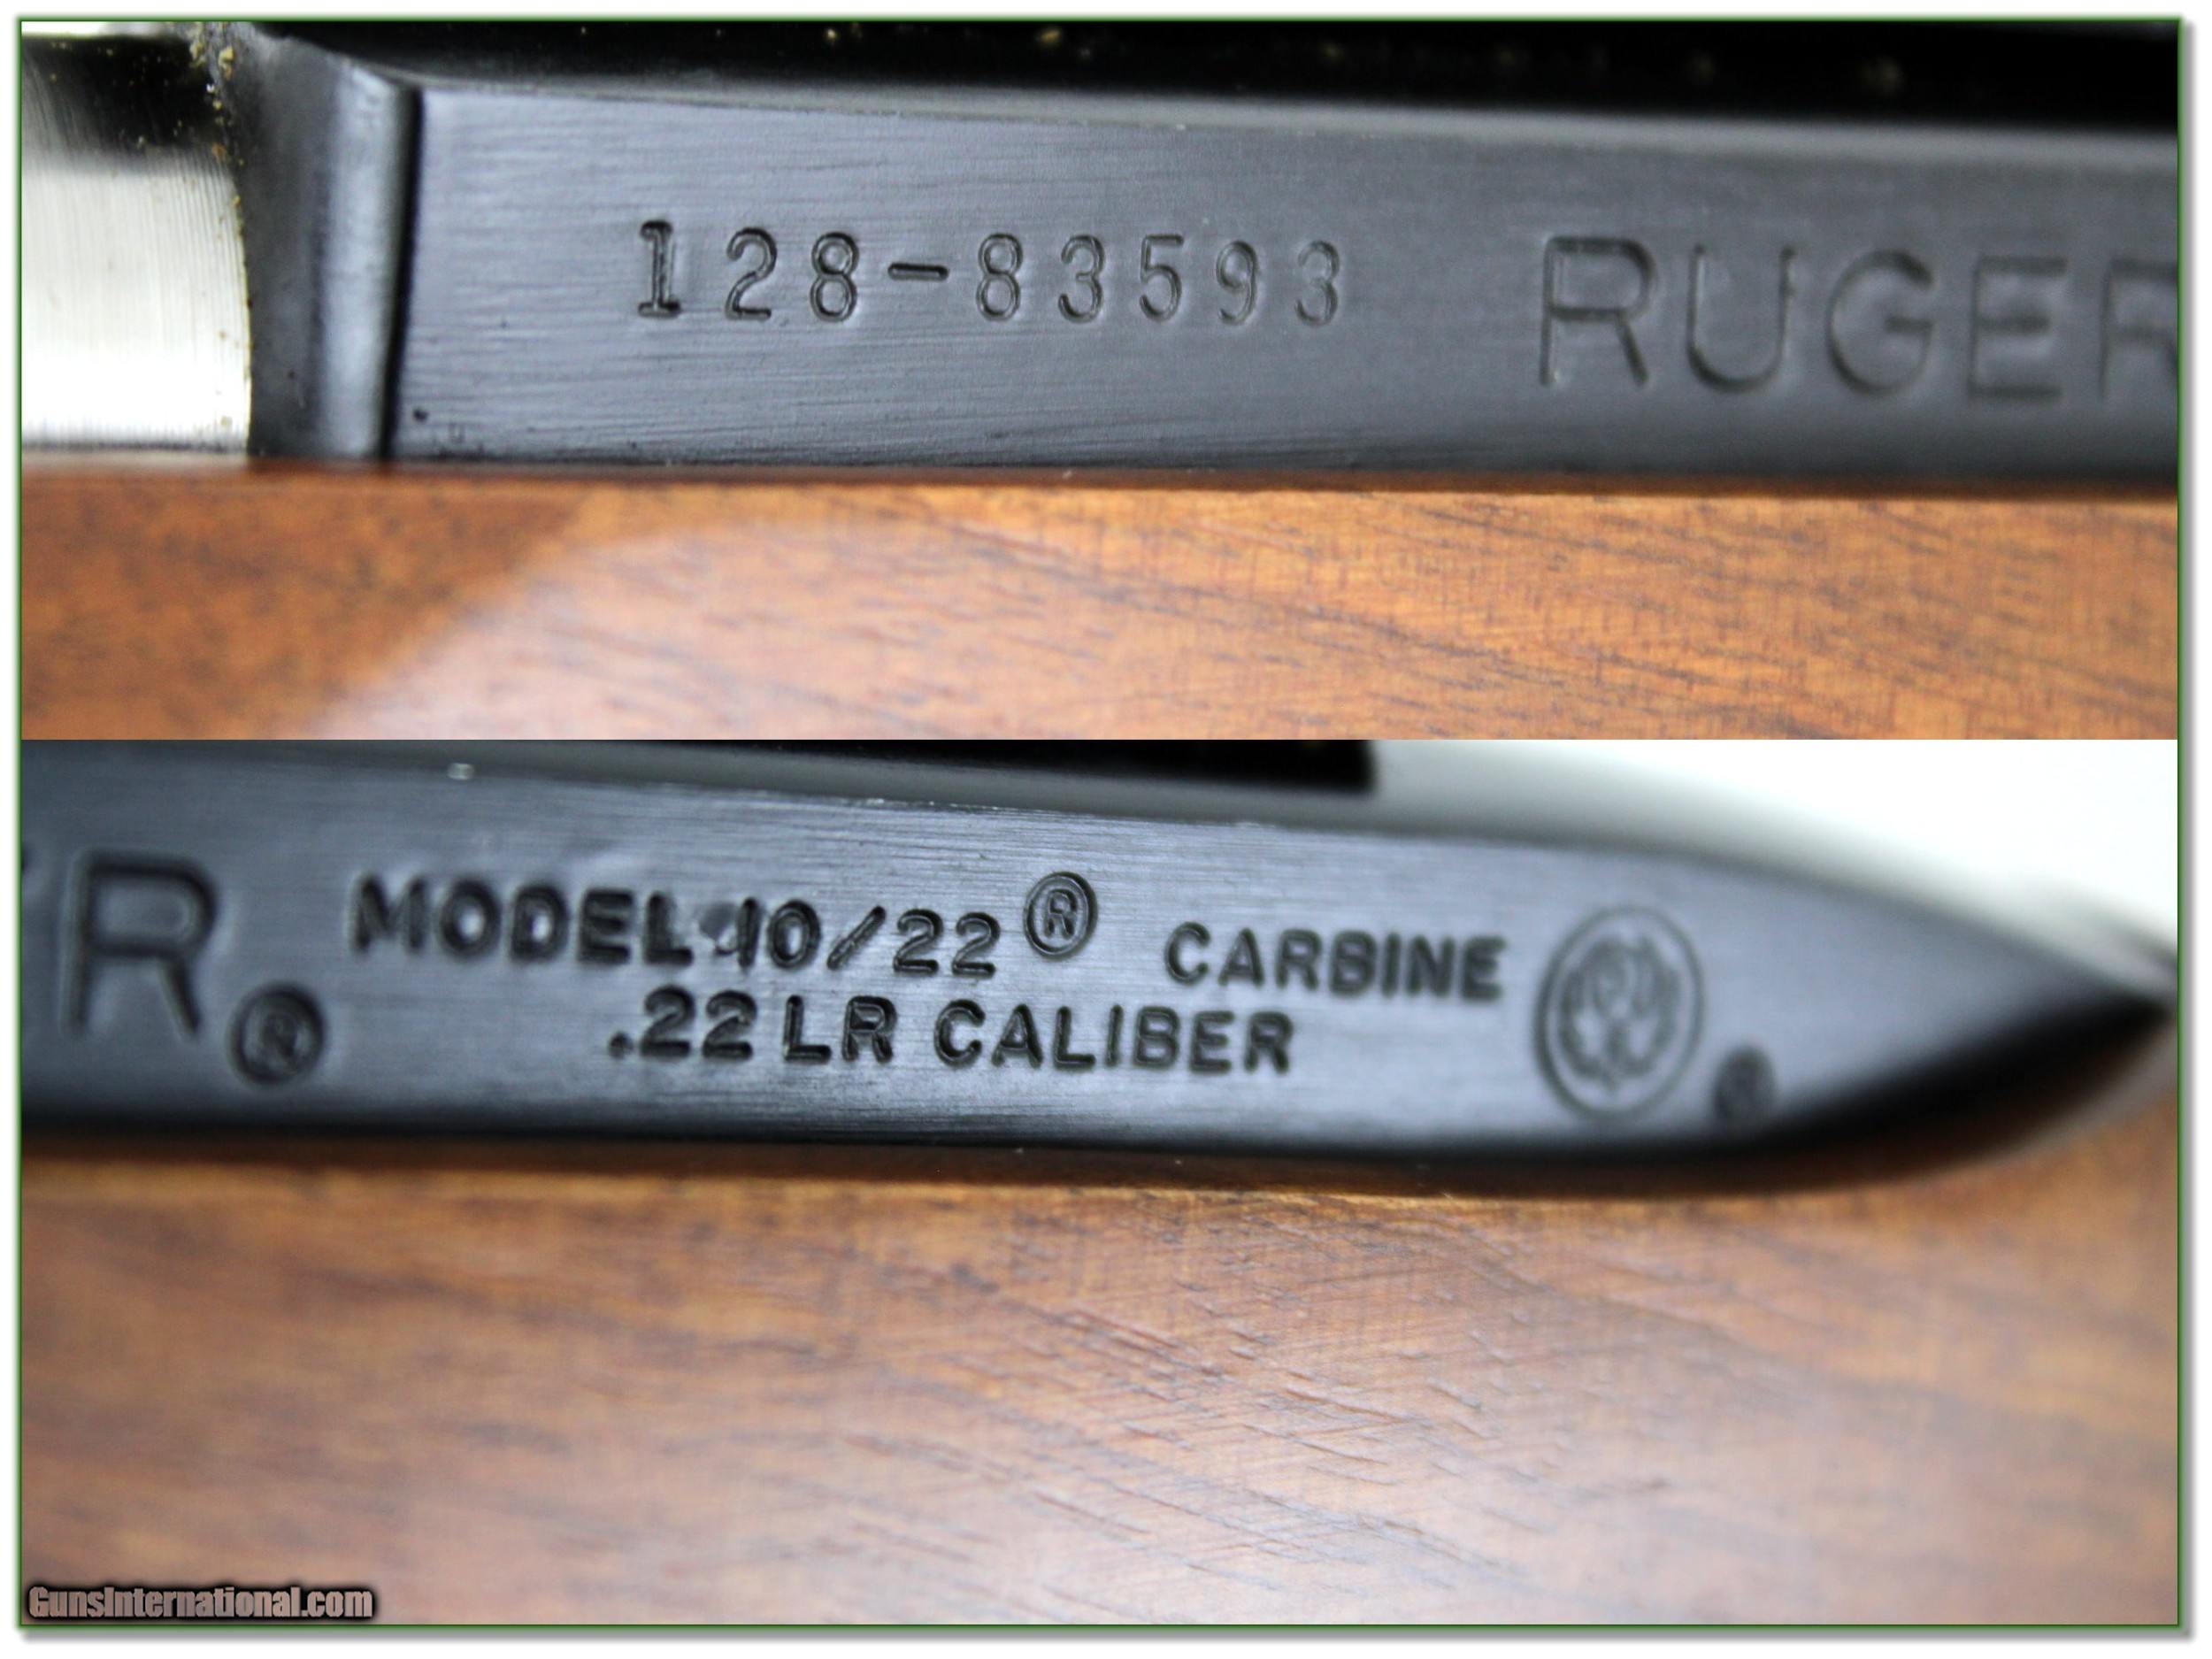 128-83593 RUGER
R® MODEL 10/22® CARBINE
.22 LR CALIBER
GunsInternational.com